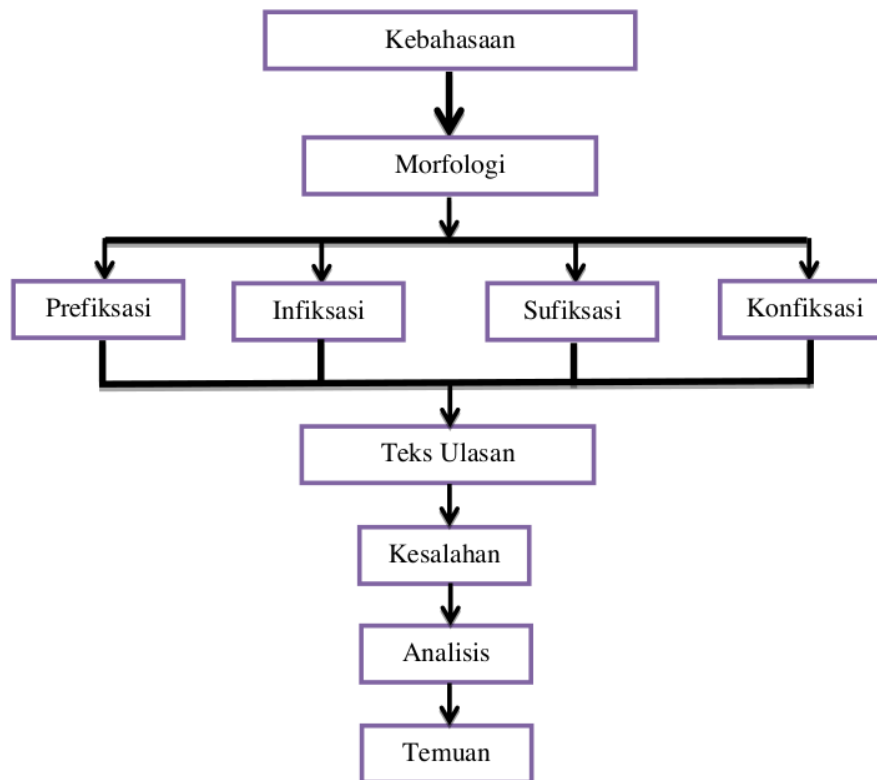 Kebahasaan
Morfologi
Prefiksasi
Infiksasi
Sufiksasi
Konfiksasi
Teks Ulasan
Kesalahan
Analisis
Temuan